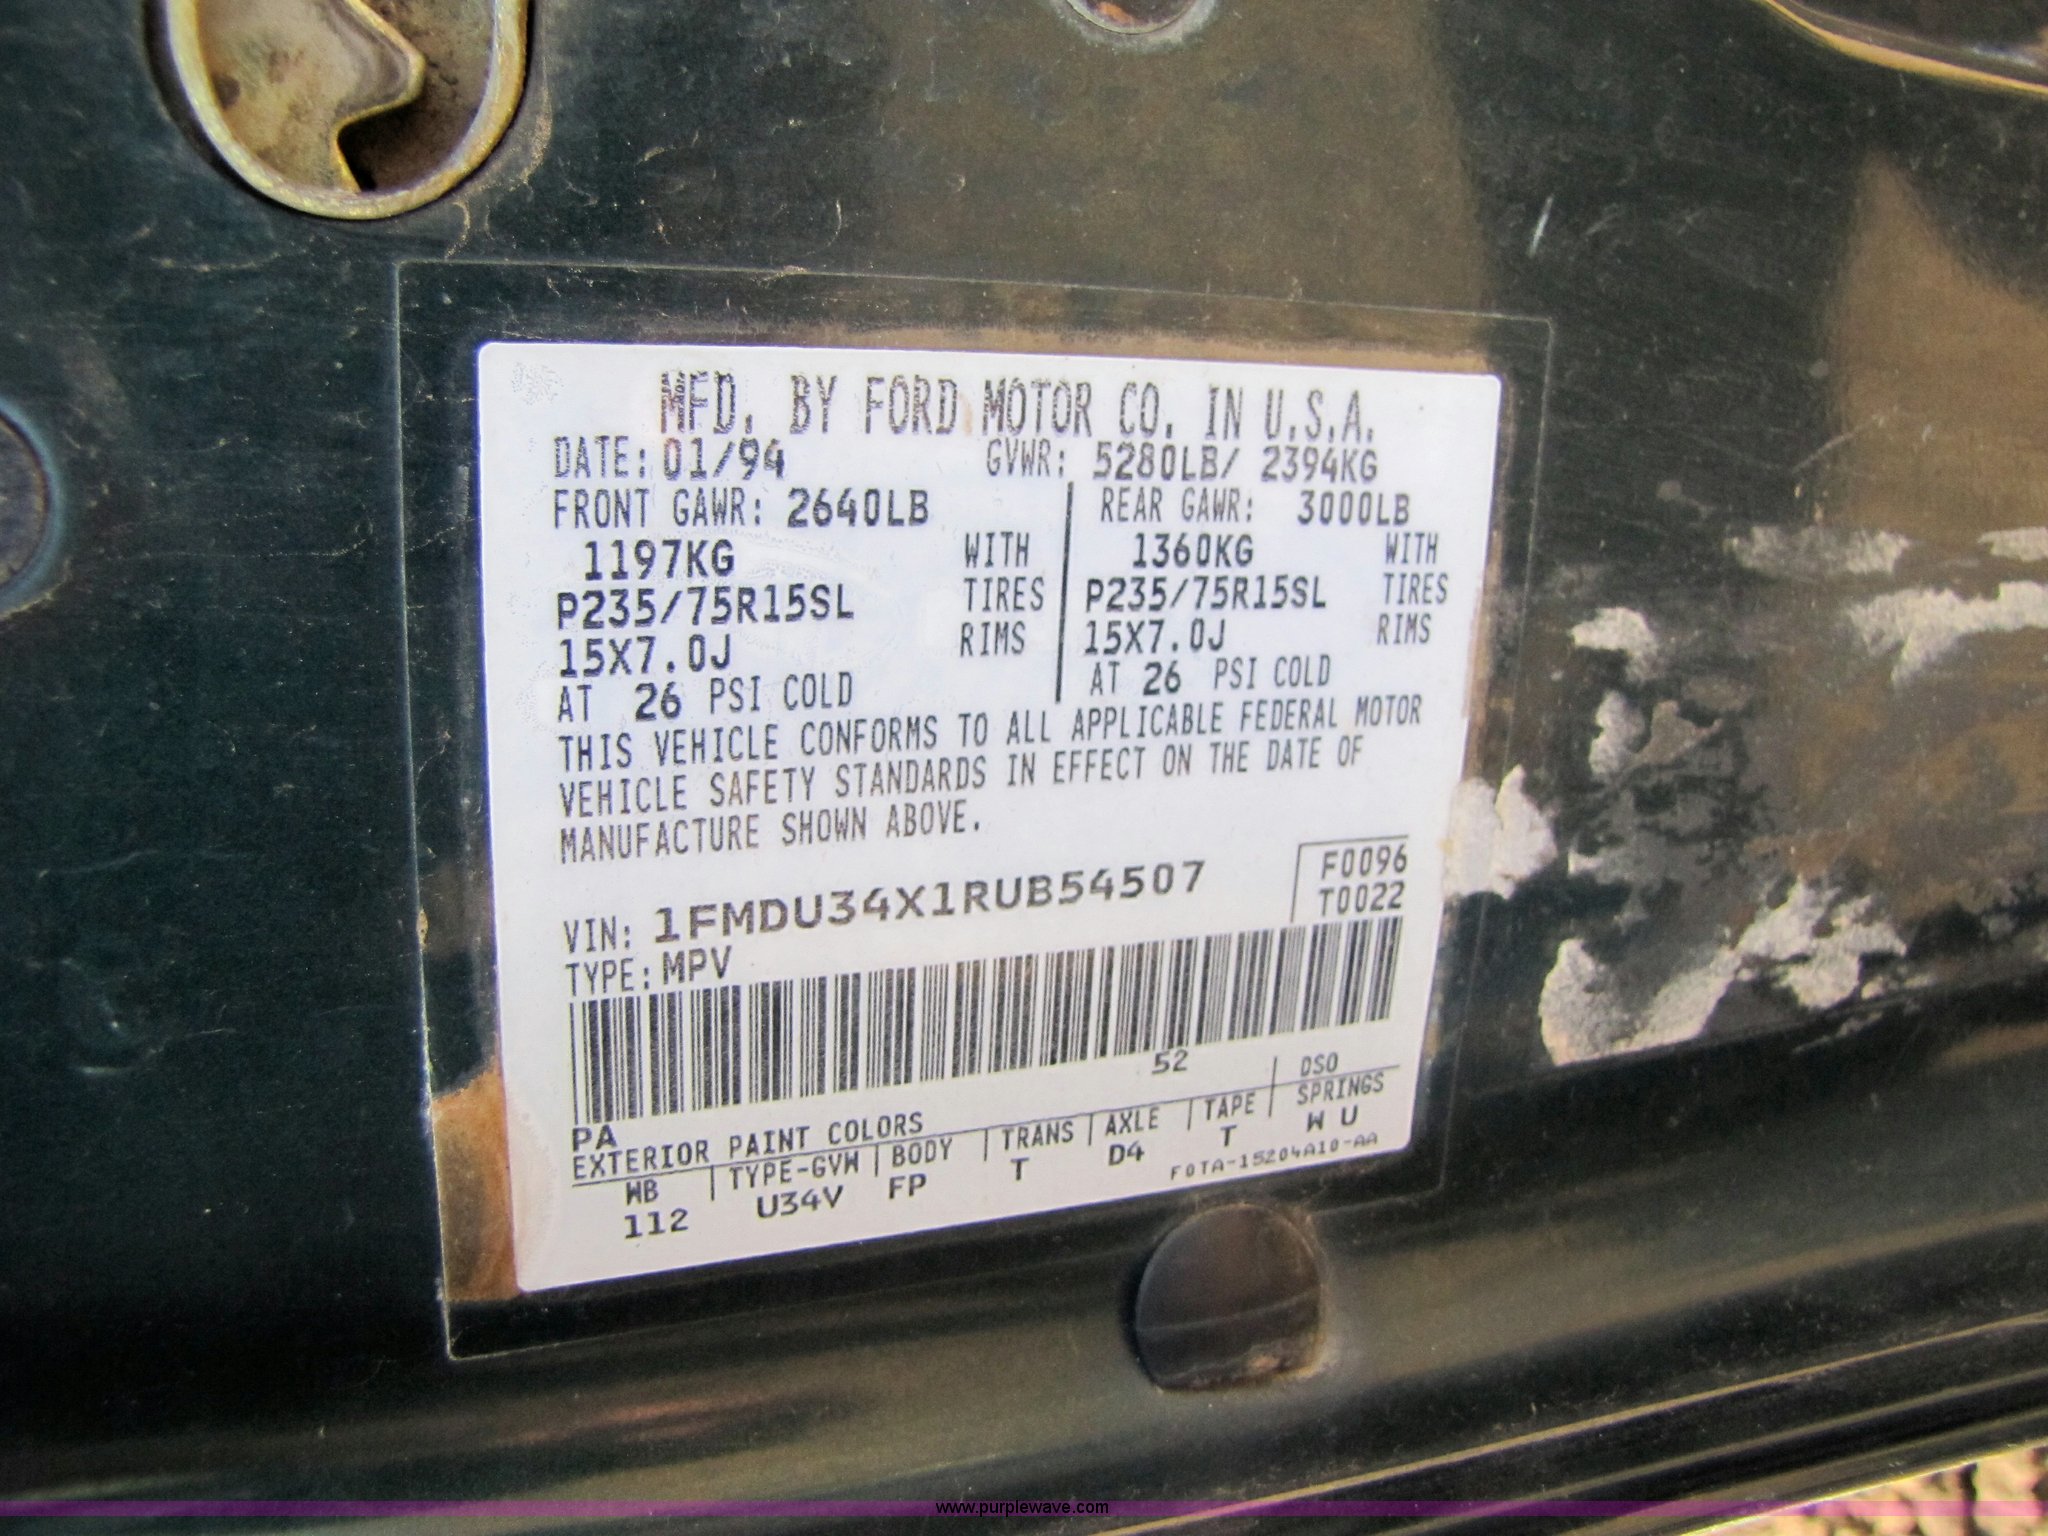 MFD. BY FORD MOTOR CO. IN U.S.A.
DATE: 01/94 GVWR: 5280LB/ 2394KG
FRONT GAWR: 2640LB REAR GAWR: 3000LB
1197KG WITH 1360KG WITH
P235/75R15SL TIRES P235/75R15SL TIRES
15X7.0J RIMS 15X7.0J RIMS
AT 26 PSI COLD AT 26 PSI COLD
THIS VEHICLE CONFORMS TO ALL APPLICABLE FEDERAL MOTOR
VEHICLE SAFETY STANDARDS IN EFFECT ON THE DATE OF
MANUFACTURE SHOWN ABOVE.
F0096
VIN: 1FMDU34X1RUB54507 T0022
TYPE: MPV
52
PA DSO
EXTERIOR PAINT COLORS
WB TYPE-GVW BODY TRANS AXLE TAPE SPRINGS
112 U34V FP T D4 T W U
F0TA-15204A10-AA
www.purplewave.com